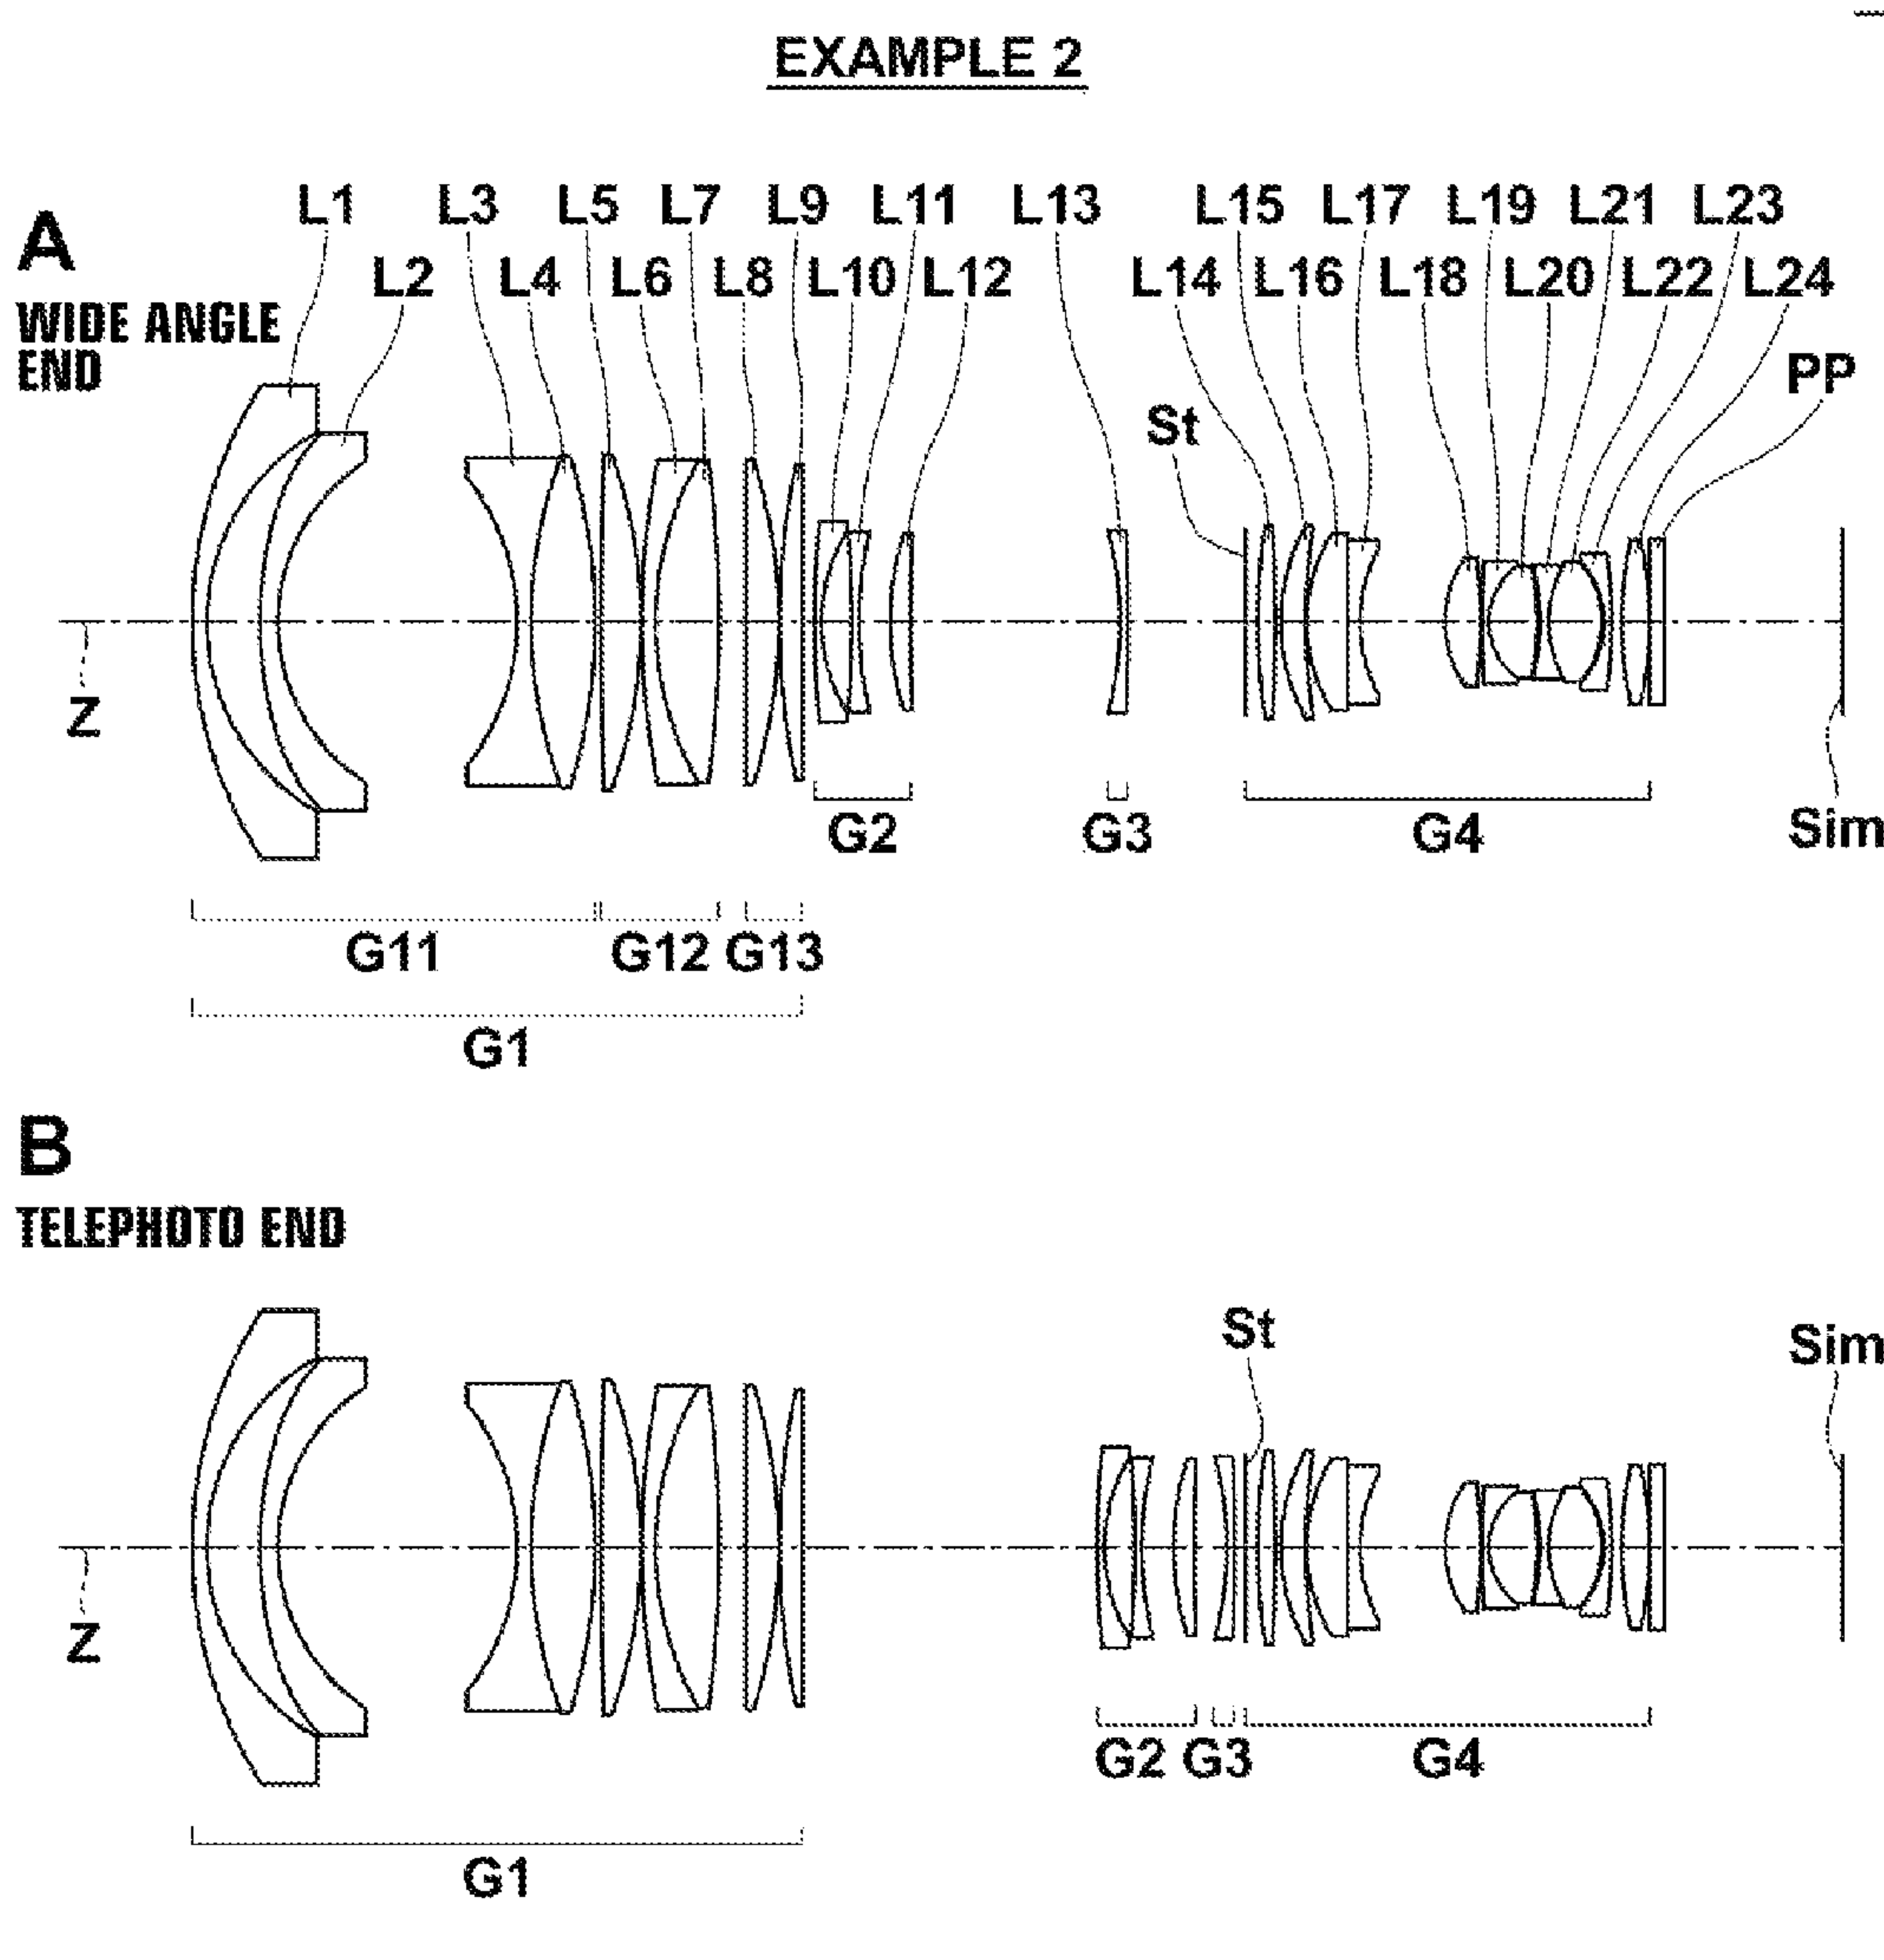 EXAMPLE 2
L1 L3 L5 L7 L9 L11 L13 L15 L17 L19 L21 L23
A
L2 L4 L6 L8 L10 L12 L14 L16 L18 L20 L22 L24
WIDE ANGLE
END
PP
St
Z
G2 G3 G4 Sim
G11 G12 G13
G1
B
TELEPHOTO END
St Sim
Z
G2 G3 G4
G1